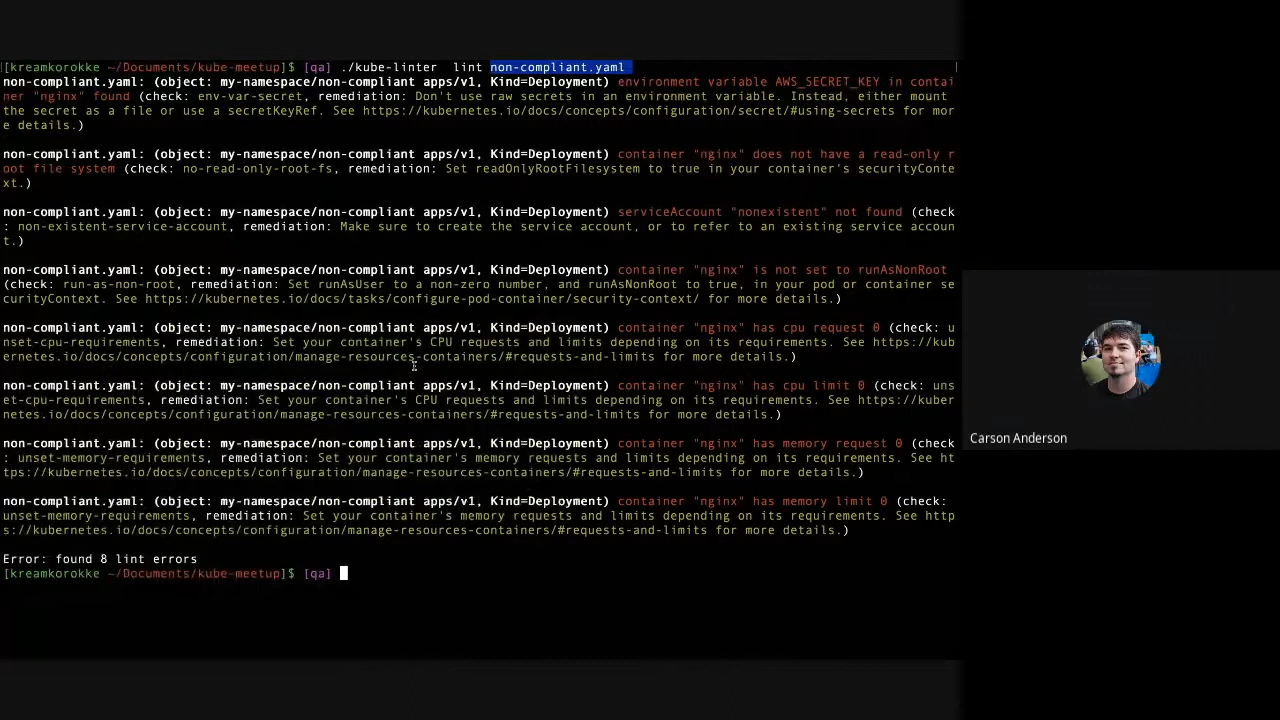 [kreamkorokke ~/Documents/kube-meetup]$ [qa] ./kube-linter  lint non-compliant.yaml
non-compliant.yaml: (object: my-namespace/non-compliant apps/v1, Kind=Deployment) environment variable AWS_SECRET_KEY in contai
ner "nginx" found (check: env-var-secret, remediation: Don't use raw secrets in an environment variable. Instead, either mount
the secret as a file or use a secretKeyRef. See https://kubernetes.io/docs/concepts/configuration/secret/#using-secrets for mor
e details.)
non-compliant.yaml: (object: my-namespace/non-compliant apps/v1, Kind=Deployment) container "nginx" does not have a read-only r
oot file system (check: no-read-only-root-fs, remediation: Set readOnlyRootFilesystem to true in your container's securityConte
xt.)
non-compliant.yaml: (object: my-namespace/non-compliant apps/v1, Kind=Deployment) serviceAccount "nonexistent" not found (check
: non-existent-service-account, remediation: Make sure to create the service account, or to refer to an existing service accoun
t.)
non-compliant.yaml: (object: my-namespace/non-compliant apps/v1, Kind=Deployment) container "nginx" is not set to runAsNonRoot
(check: run-as-non-root, remediation: Set runAsUser to a non-zero number, and runAsNonRoot to true, in your pod or container se
curityContext. See https://kubernetes.io/docs/tasks/configure-pod-container/security-context/ for more details.)
non-compliant.yaml: (object: my-namespace/non-compliant apps/v1, Kind=Deployment) container "nginx" has cpu request 0 (check: u
nset-cpu-requirements, remediation: Set your container's CPU requests and limits depending on its requirements. See https://kub
ernetes.io/docs/concepts/configuration/manage-resources-containers/#requests-and-limits for more details.)
non-compliant.yaml: (object: my-namespace/non-compliant apps/v1, Kind=Deployment) container "nginx" has cpu limit 0 (check: uns
et-cpu-requirements, remediation: Set your container's CPU requests and limits depending on its requirements. See https://kuber
netes.io/docs/concepts/configuration/manage-resources-containers/#requests-and-limits for more details.)
non-compliant.yaml: (object: my-namespace/non-compliant apps/v1, Kind=Deployment) container "nginx" has memory request 0 (check
: unset-memory-requirements, remediation: Set your container's memory requests and limits depending on its requirements. See ht
tps://kubernetes.io/docs/concepts/configuration/manage-resources-containers/#requests-and-limits for more details.)
non-compliant.yaml: (object: my-namespace/non-compliant apps/v1, Kind=Deployment) container "nginx" has memory limit 0 (check:
unset-memory-requirements, remediation: Set your container's memory requests and limits depending on its requirements. See http
s://kubernetes.io/docs/concepts/configuration/manage-resources-containers/#requests-and-limits for more details.)
Error: found 8 lint errors
[kreamkorokke ~/Documents/kube-meetup]$ [qa]
Carson Anderson